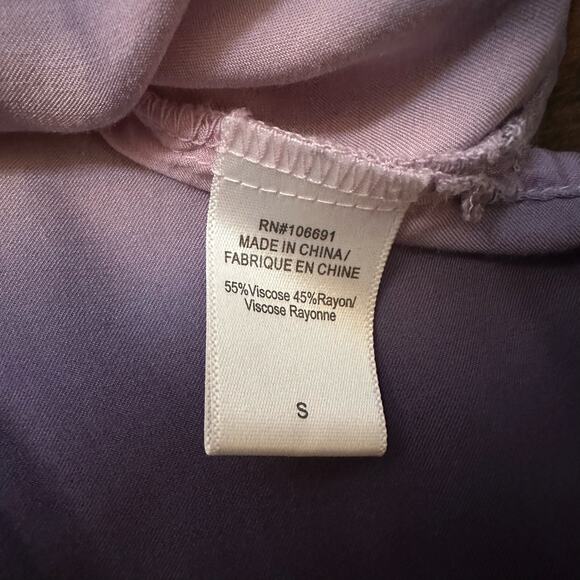 RN#106691
MADE IN CHINA/
FABRIQUE EN CHINE
55%Viscose 45%Rayon/
Viscose Rayonne
S